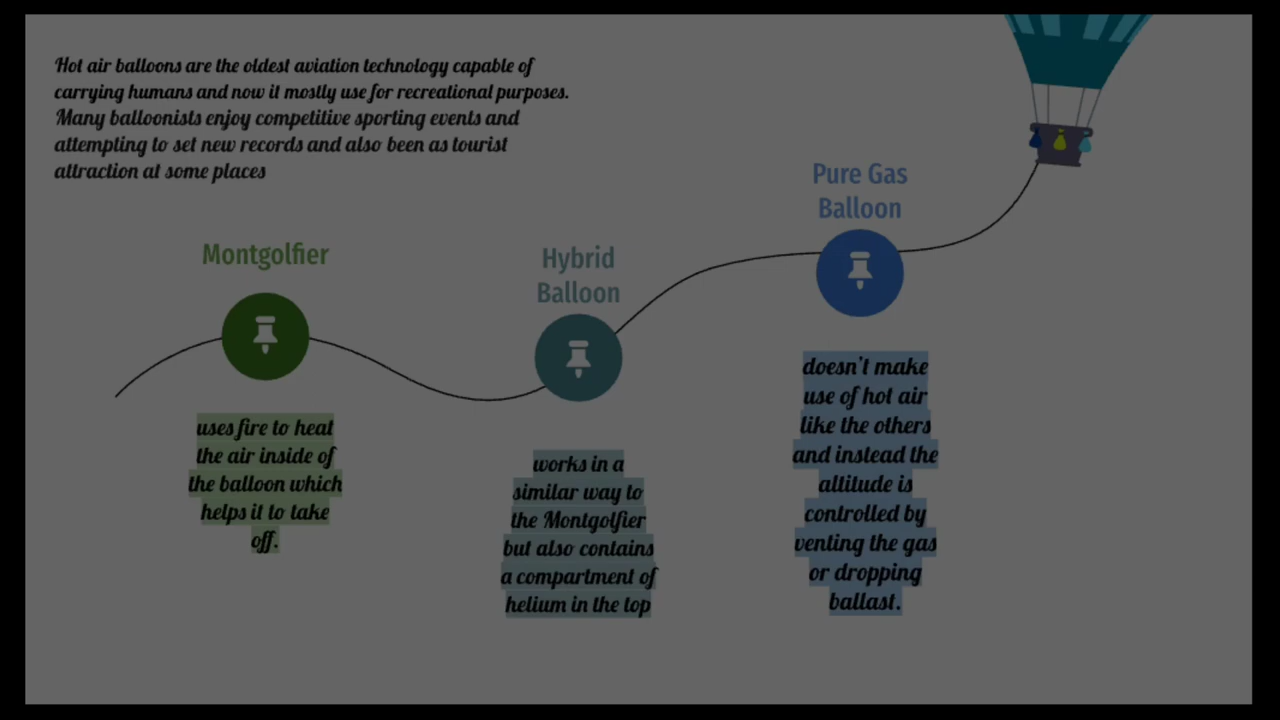 Hot air balloons are the oldest aviation technology capable of
carrying humans and now it mostly use for recreational purposes.
Many balloonists enjoy competitive sporting events and
attempting to set new records and also been as tourist
attraction at some places
Montgolfier
uses fire to heat
the air inside of
the balloon which
helps it to take
off.
Hybrid
Balloon
works in a
similar way to
the Montgolfier
but also contains
a compartment of
helium in the top
Pure Gas
Balloon
doesn't make
use of hot air
like the others
and instead the
altitude is
controlled by
venting the gas
or dropping
ballast.